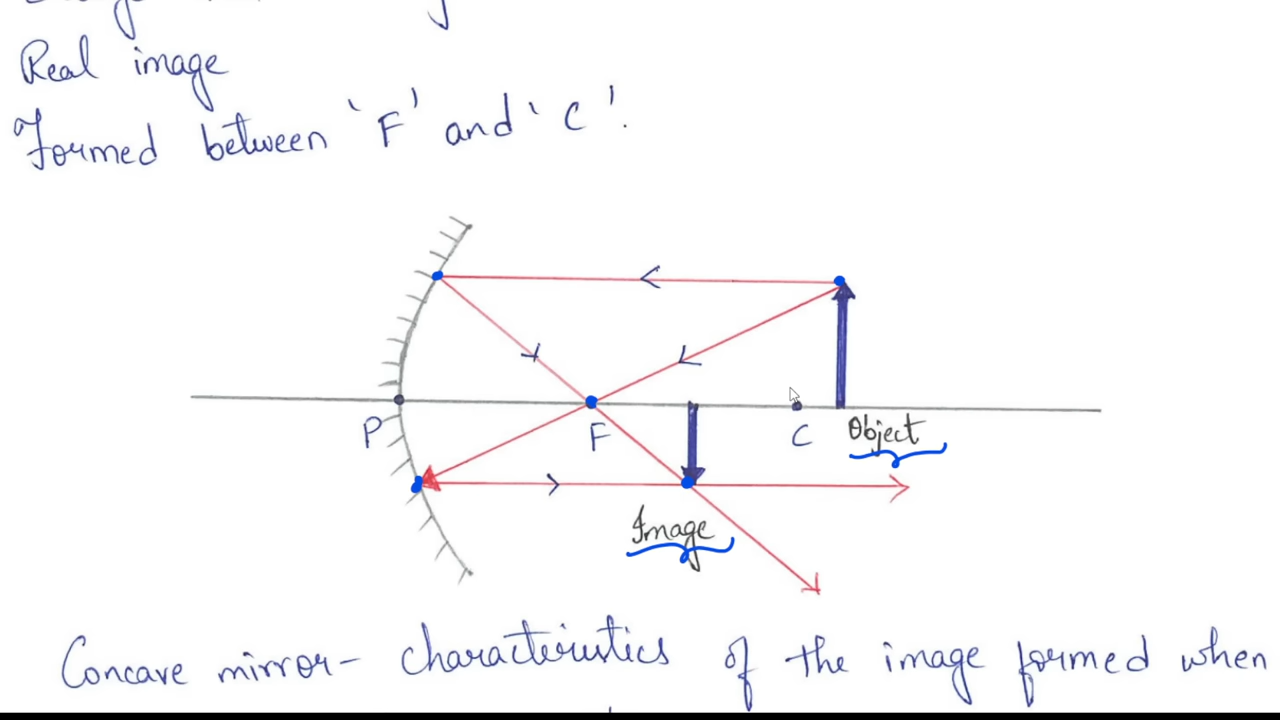 Real image
Formed between 'F' and 'C'.
P
F
C
Object
Image
Concave mirror- characteristics of the image formed when